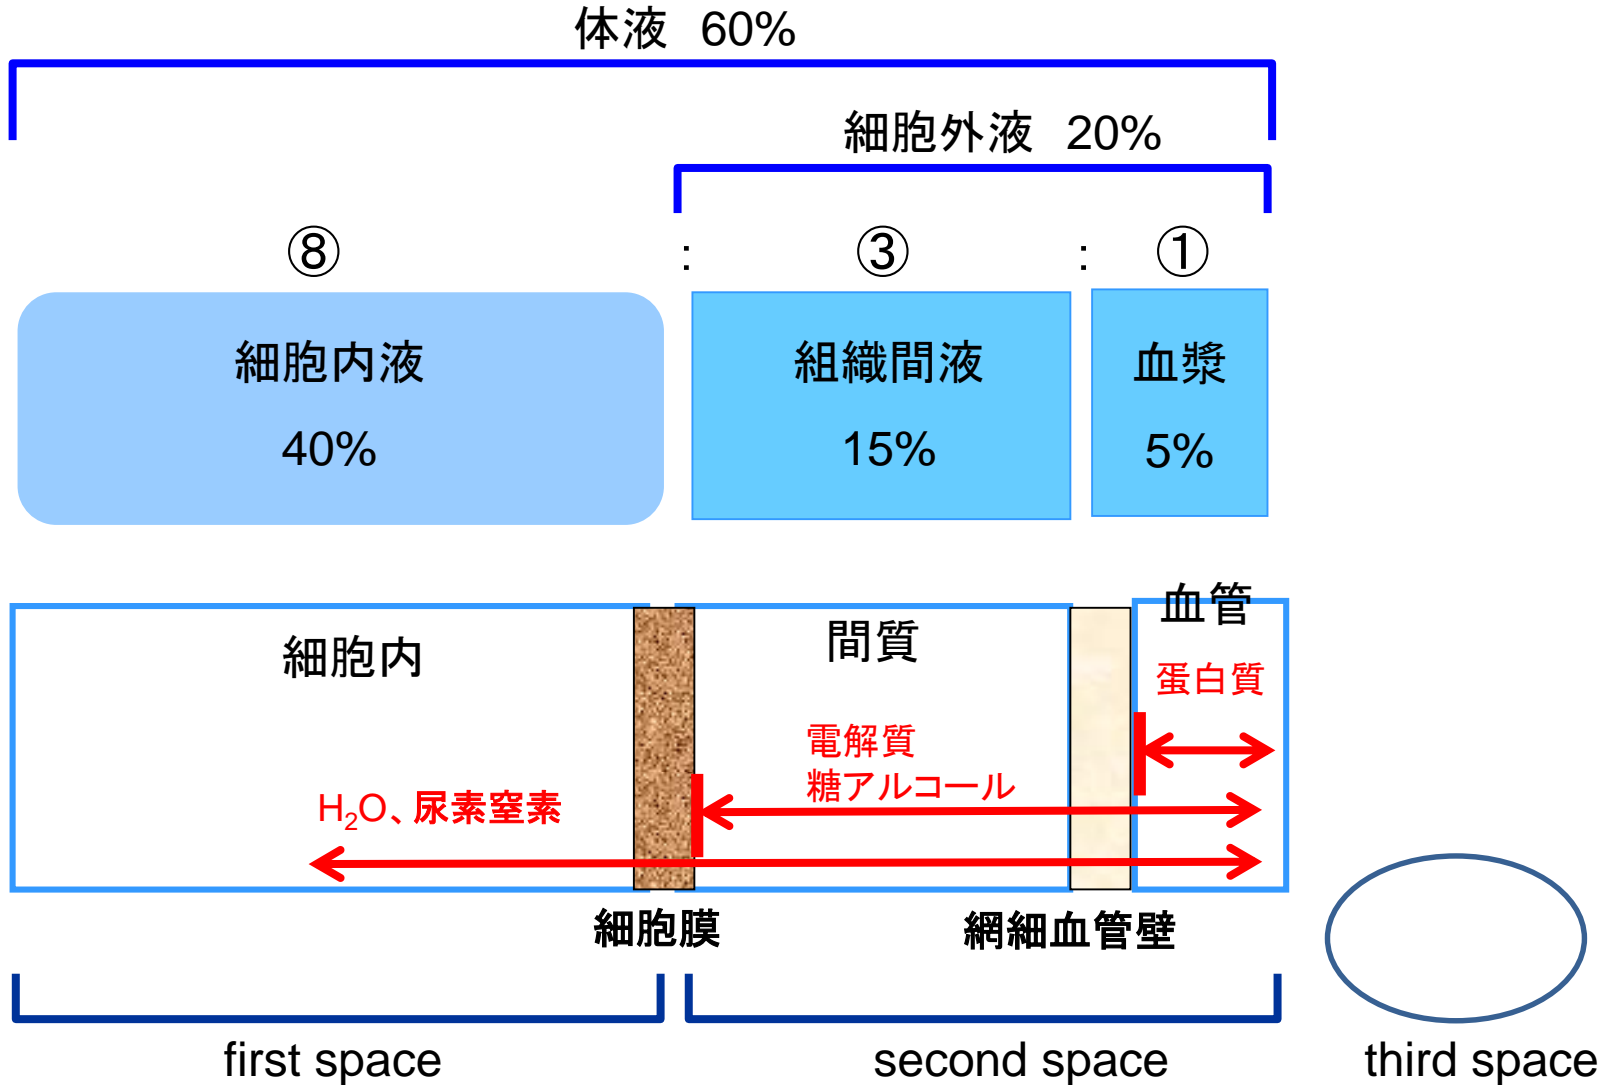 体液 60%
細胞外液 20%
⑧ : ③ : ①
細胞内液 組織間液 血漿
40% 15% 5%
血管
細胞内 間質
蛋白質
電解質
糖アルコール
H₂O、尿素窒素
細胞膜 網細血管壁
first space second space third space